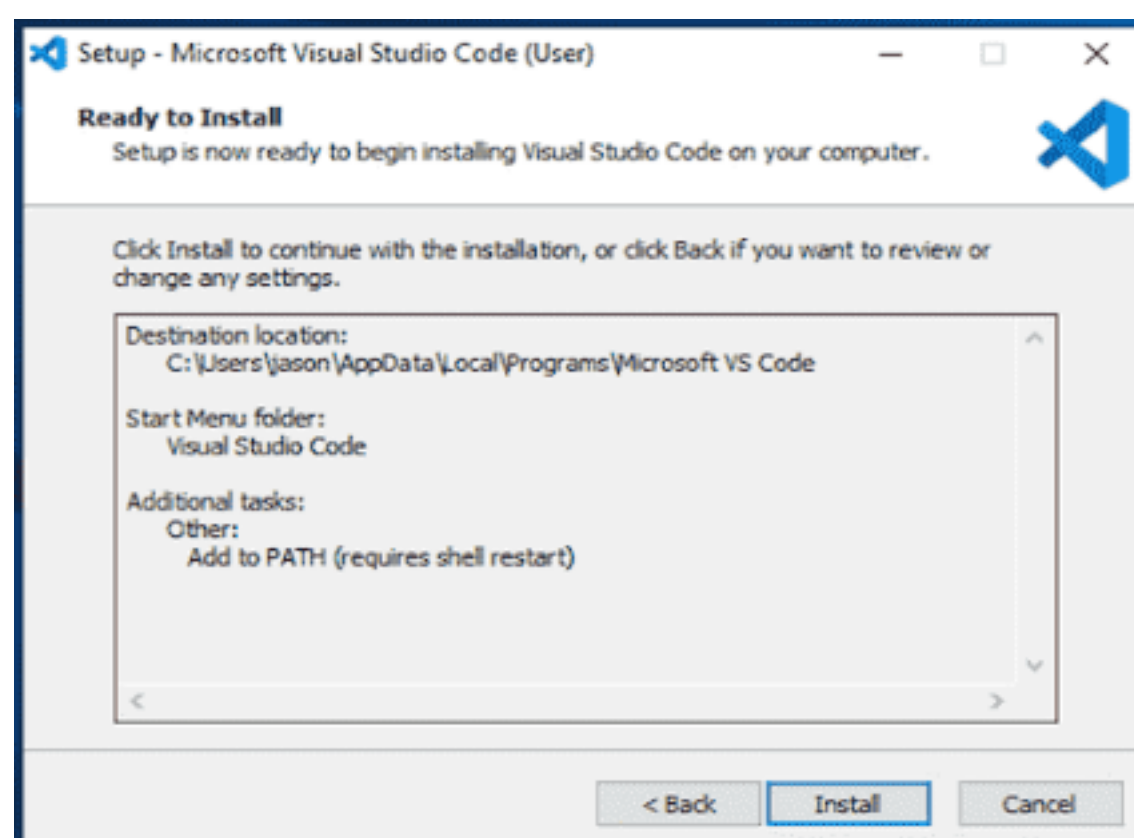 Setup - Microsoft Visual Studio Code (User)
Ready to Install
Setup is now ready to begin installing Visual Studio Code on your computer.
Click Install to continue with the installation, or click Back if you want to review or
change any settings.
Destination location:
C:\Users\jason\AppData\Local\Programs\Microsoft VS Code
Start Menu folder:
Visual Studio Code
Additional tasks:
Other:
Add to PATH (requires shell restart)
< Back
Install
Cancel